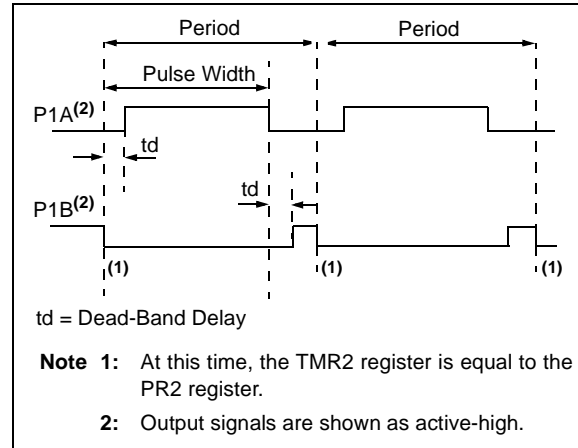 Period
Period
Pulse Width
P1A(2)
td
td
P1B(2)
(1)
(1)
(1)
td = Dead-Band Delay
Note 1: At this time, the TMR2 register is equal to the
PR2 register.
2: Output signals are shown as active-high.